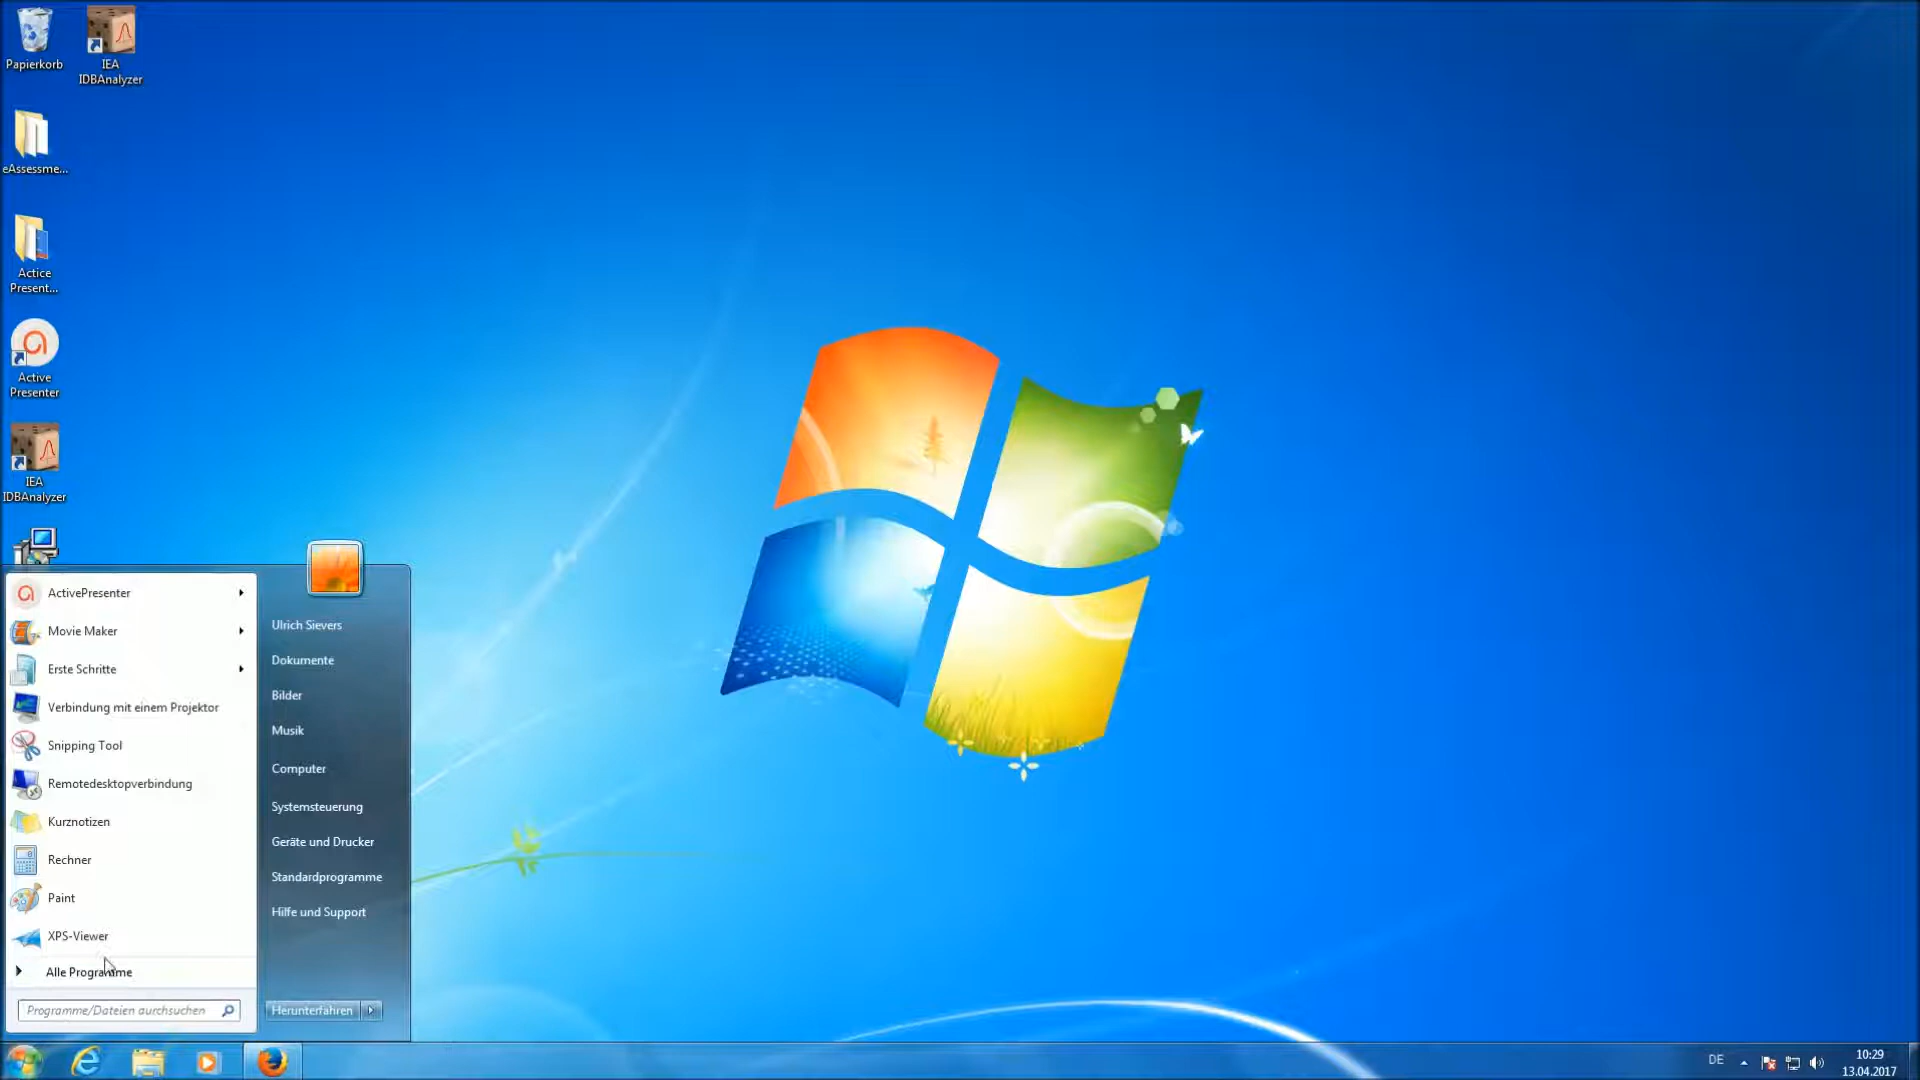 Papierkorb
IEA
IDBAnalyzer
eAssessme...
Actice
Present...
Active
Presenter
IEA
IDBAnalyzer
ActivePresenter
Movie Maker
Erste Schritte
Verbindung mit einem Projektor
Snipping Tool
Remotedesktopverbindung
Kurznotizen
Rechner
Paint
XPS-Viewer
Alle Programme
Programme/Dateien durchsuchen
Ulrich Sievers
Dokumente
Bilder
Musik
Computer
Systemsteuerung
Geräte und Drucker
Standardprogramme
Hilfe und Support
Herunterfahren
DE
10:29
13.04.2017